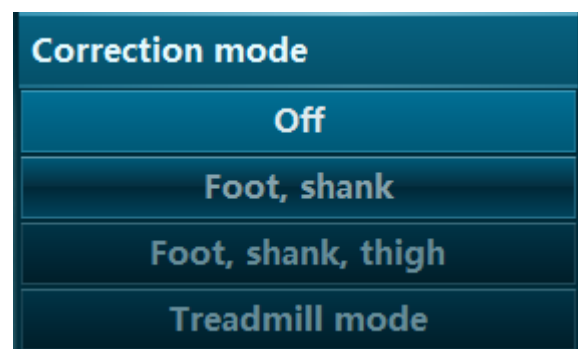 Correction mode
Off
Foot, shank
Foot, shank, thigh
Treadmill mode